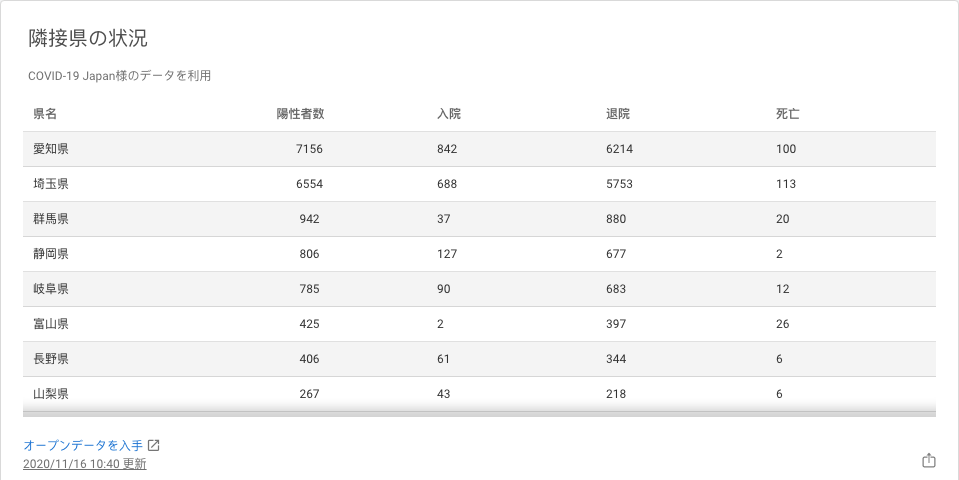 隣接県の状況
COVID-19 Japan様のデータを利用
県名 陽性者数 入院 退院 死亡
愛知県 7156 842 6214 100
埼玉県 6554 688 5753 113
群馬県 942 37 880 20
静岡県 806 127 677 2
岐阜県 785 90 683 12
富山県 425 2 397 26
長野県 406 61 344 6
山梨県 267 43 218 6
オープンデータを入手
2020/11/16 10:40 更新